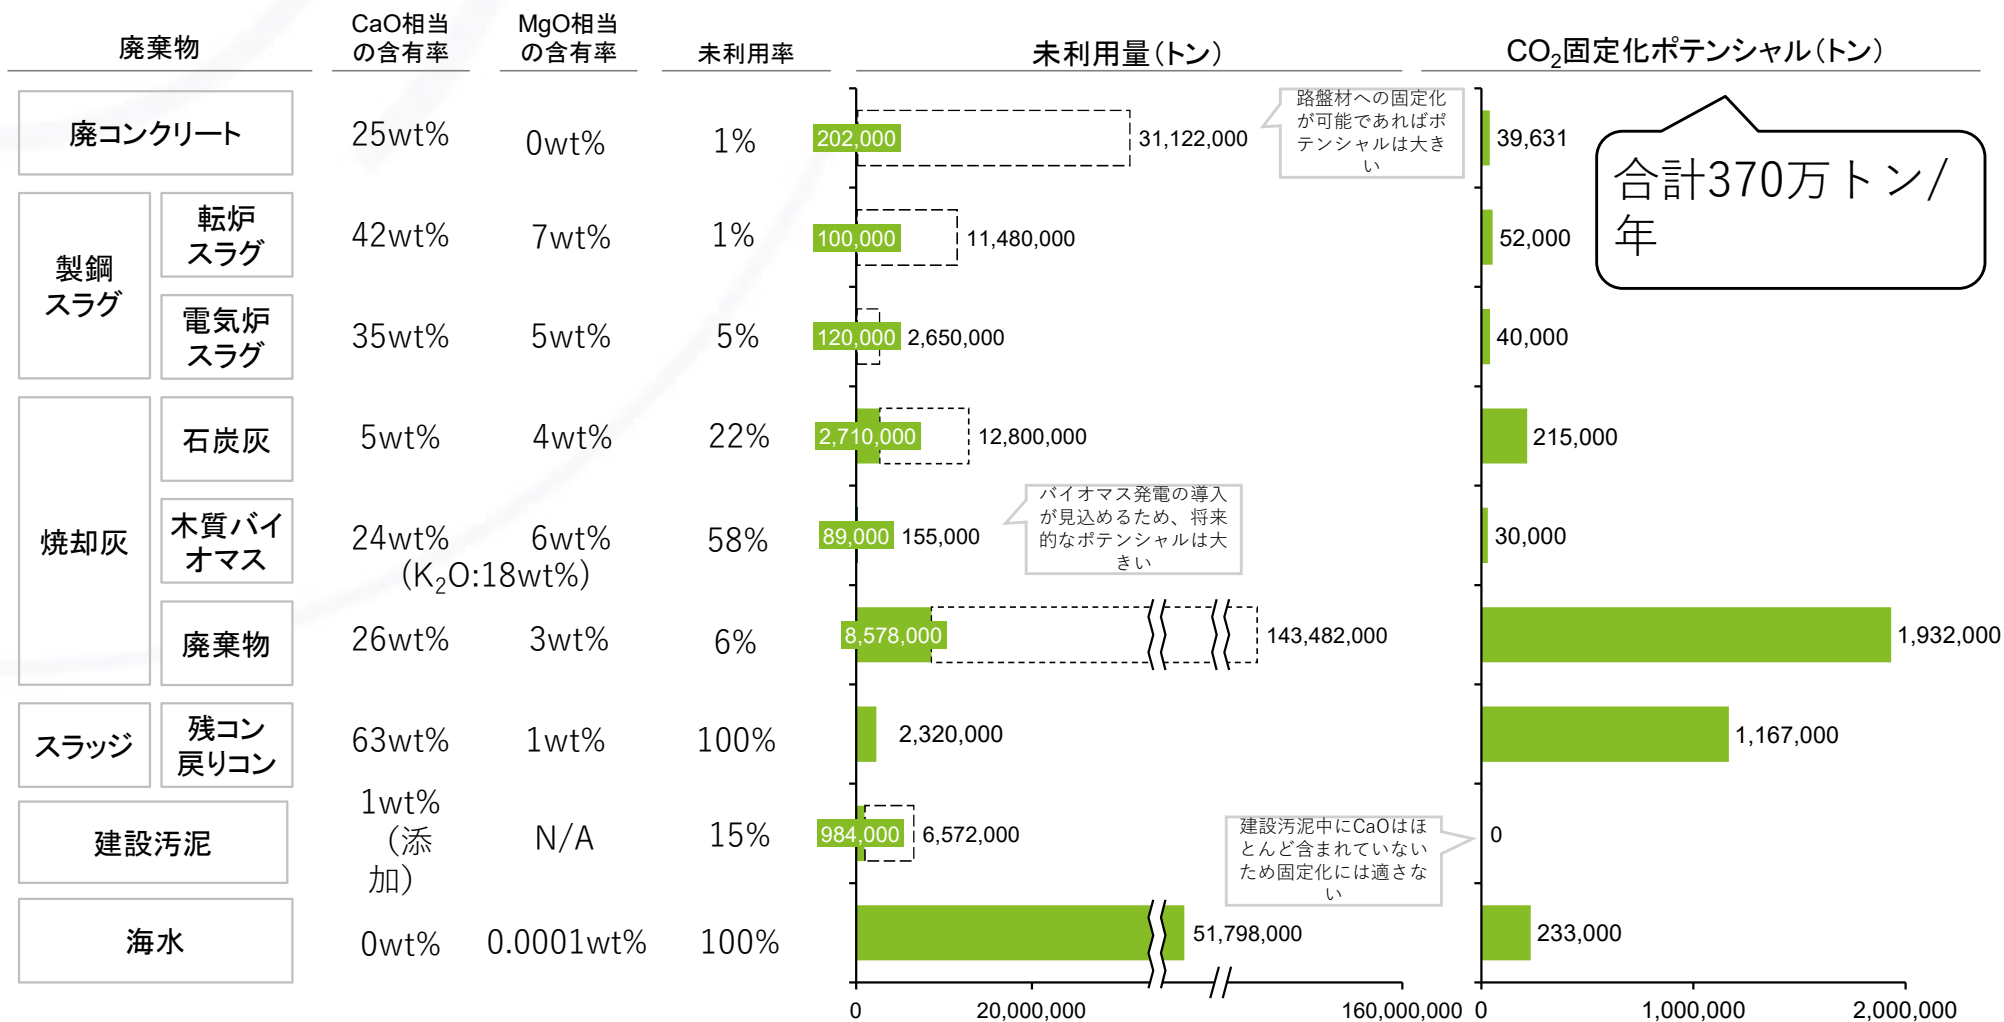 廃棄物
CaO相当
の含有率
MgO相当
の含有率
未利用率
未利用量（トン）
CO₂固定化ポテンシャル（トン）
廃コンクリート
25wt%
0wt%
1%
202,000
31,122,000
路盤材への固定化
が可能であればポ
テンシャルは大き
い
39,631
合計370万トン/
年
製鋼
スラグ
転炉
スラグ
42wt%
7wt%
1%
100,000
11,480,000
52,000
電気炉
スラグ
35wt%
5wt%
5%
120,000
2,650,000
40,000
焼却灰
石炭灰
5wt%
4wt%
22%
2,710,000
12,800,000
215,000
木質バイ
オマス
24wt%
6wt%
（K₂O:18wt%）
58%
89,000
155,000
バイオマス発電の導入
が見込めるため、将来
的なポテンシャルは大
きい
30,000
廃棄物
26wt%
3wt%
6%
8,578,000
143,482,000
1,932,000
スラッジ
残コン
戻りコン
63wt%
1wt%
100%
2,320,000
1,167,000
建設汚泥
1wt%
（添
加）
N/A
15%
984,000
6,572,000
建設汚泥中にCaOはほ
とんど含まれていない
ため固定化には適さな
い
0
海水
0wt%
0.0001wt%
100%
51,798,000
233,000
0
20,000,000
160,000,000
0
1,000,000
2,000,000